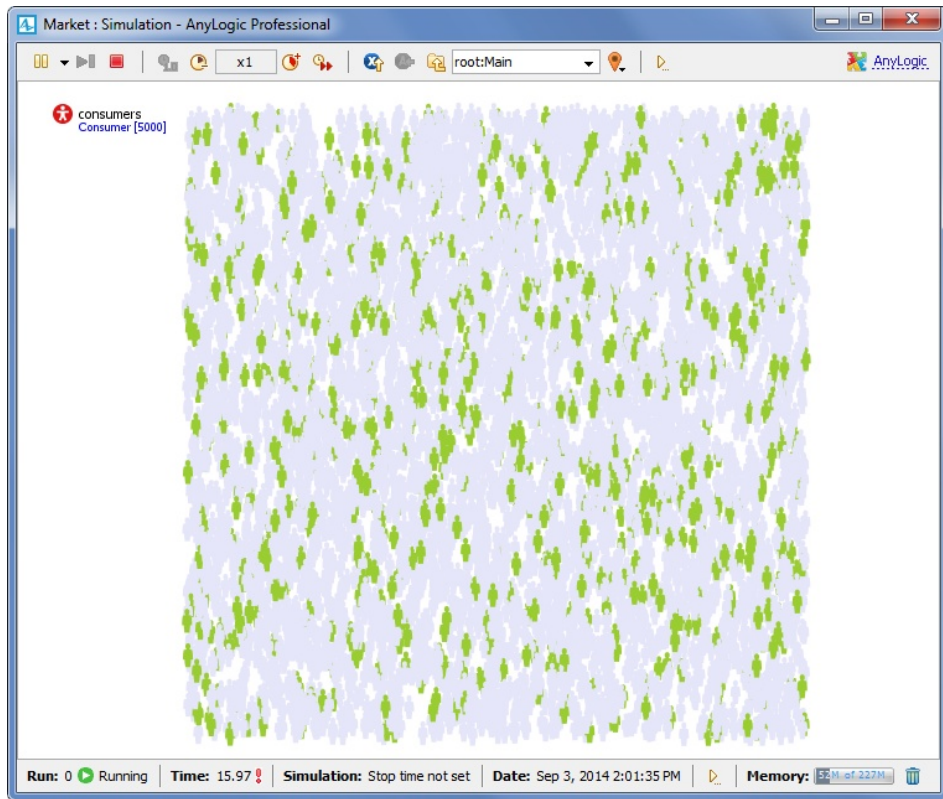 Market : Simulation - AnyLogic Professional
x1
root:Main
AnyLogic
consumers
Consumer [5000]
Run: 0 Running Time: 15.97 Simulation: Stop time not set Date: Sep 3, 2014 2:01:35 PM Memory: 52M of 227M